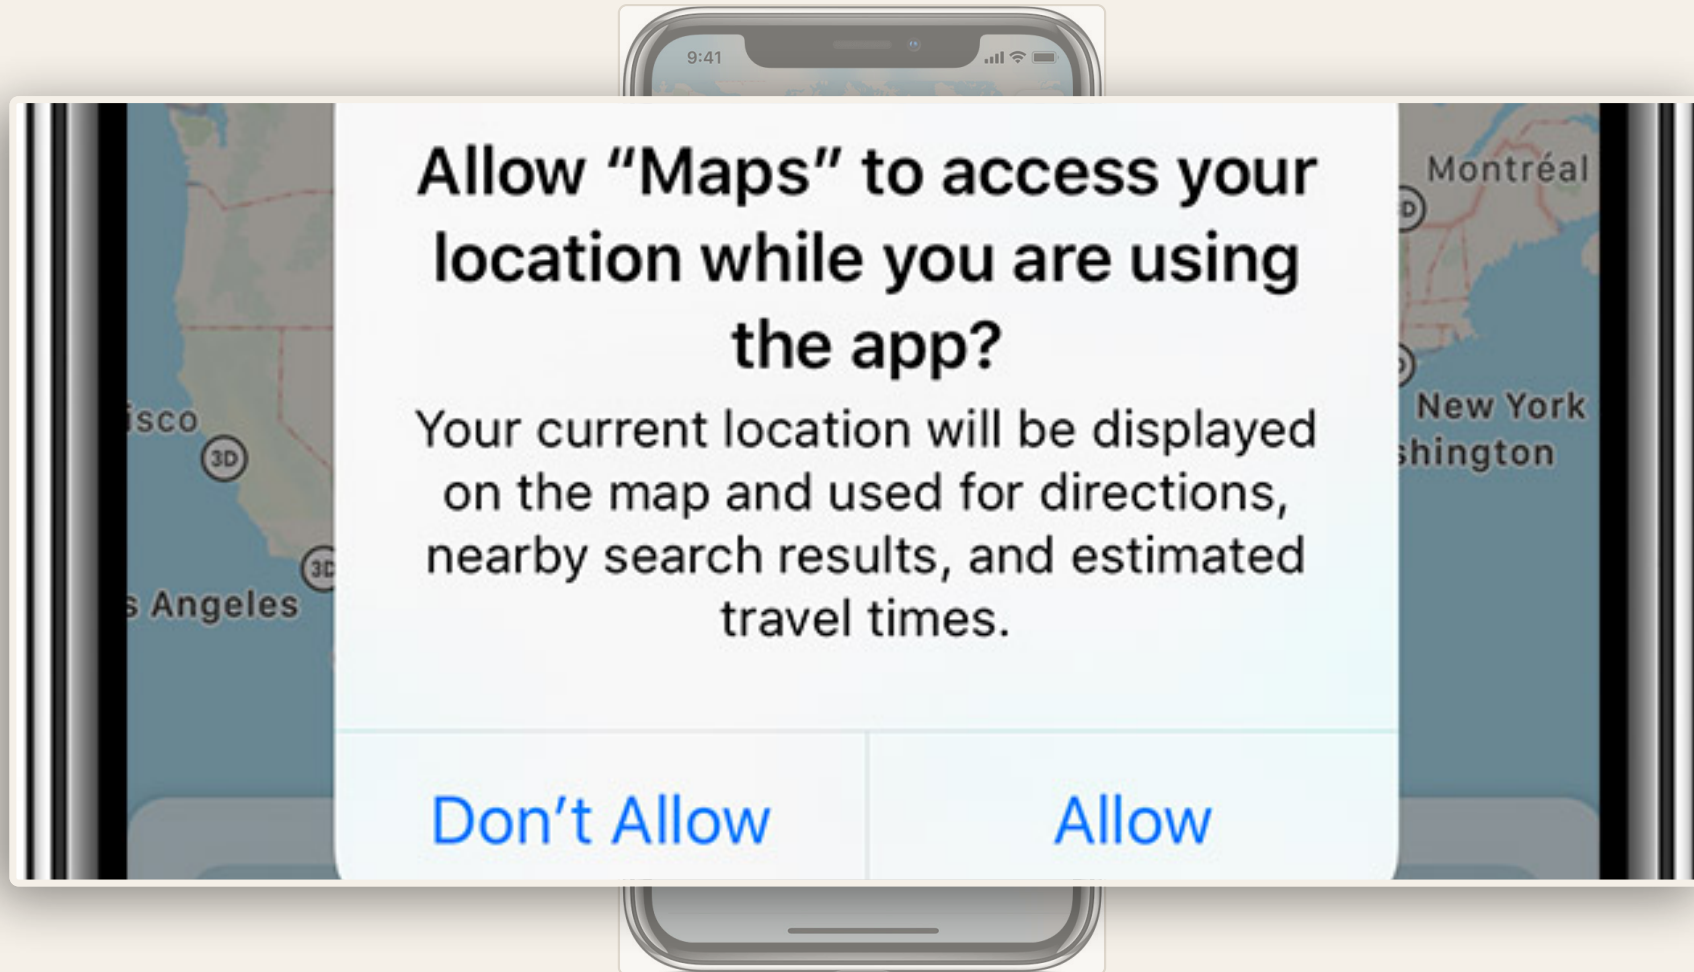 9:41
Allow “Maps” to access your
location while you are using
the app?
Your current location will be displayed
on the map and used for directions,
nearby search results, and estimated
travel times.
Don’t Allow
Allow
Montréal
New York
shington
isco
3D
3D
s Angeles